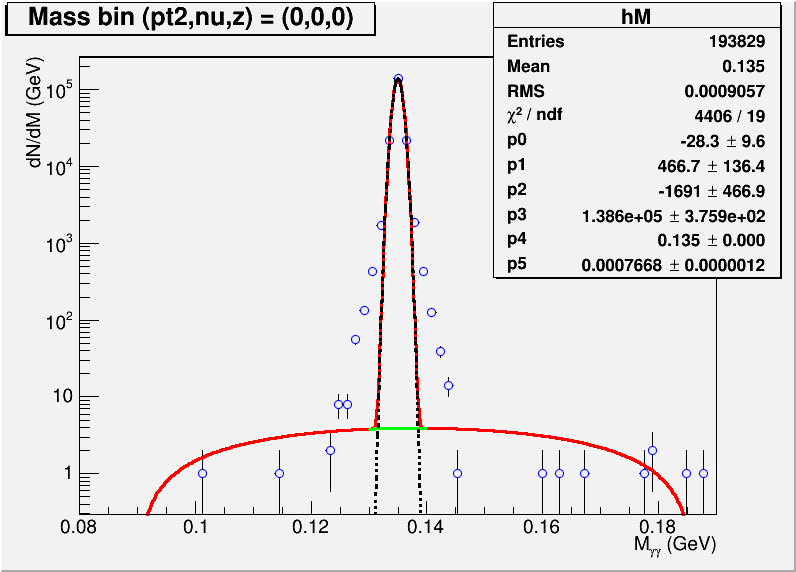 Mass bin (pt2,nu,z) = (0,0,0)
hM
Entries 193829
Mean 0.135
RMS 0.0009057
χ² / ndf 4406 / 19
p0 -28.3 ± 9.6
p1 466.7 ± 136.4
p2 -1691 ± 466.9
p3 1.386e+05 ± 3.759e+02
p4 0.135 ± 0.000
p5 0.0007668 ± 0.0000012
dN/dM (GeV)
10⁵
10⁴
10³
10²
10
1
0.08 0.1 0.12 0.14 0.16 0.18
Mγγ (GeV)